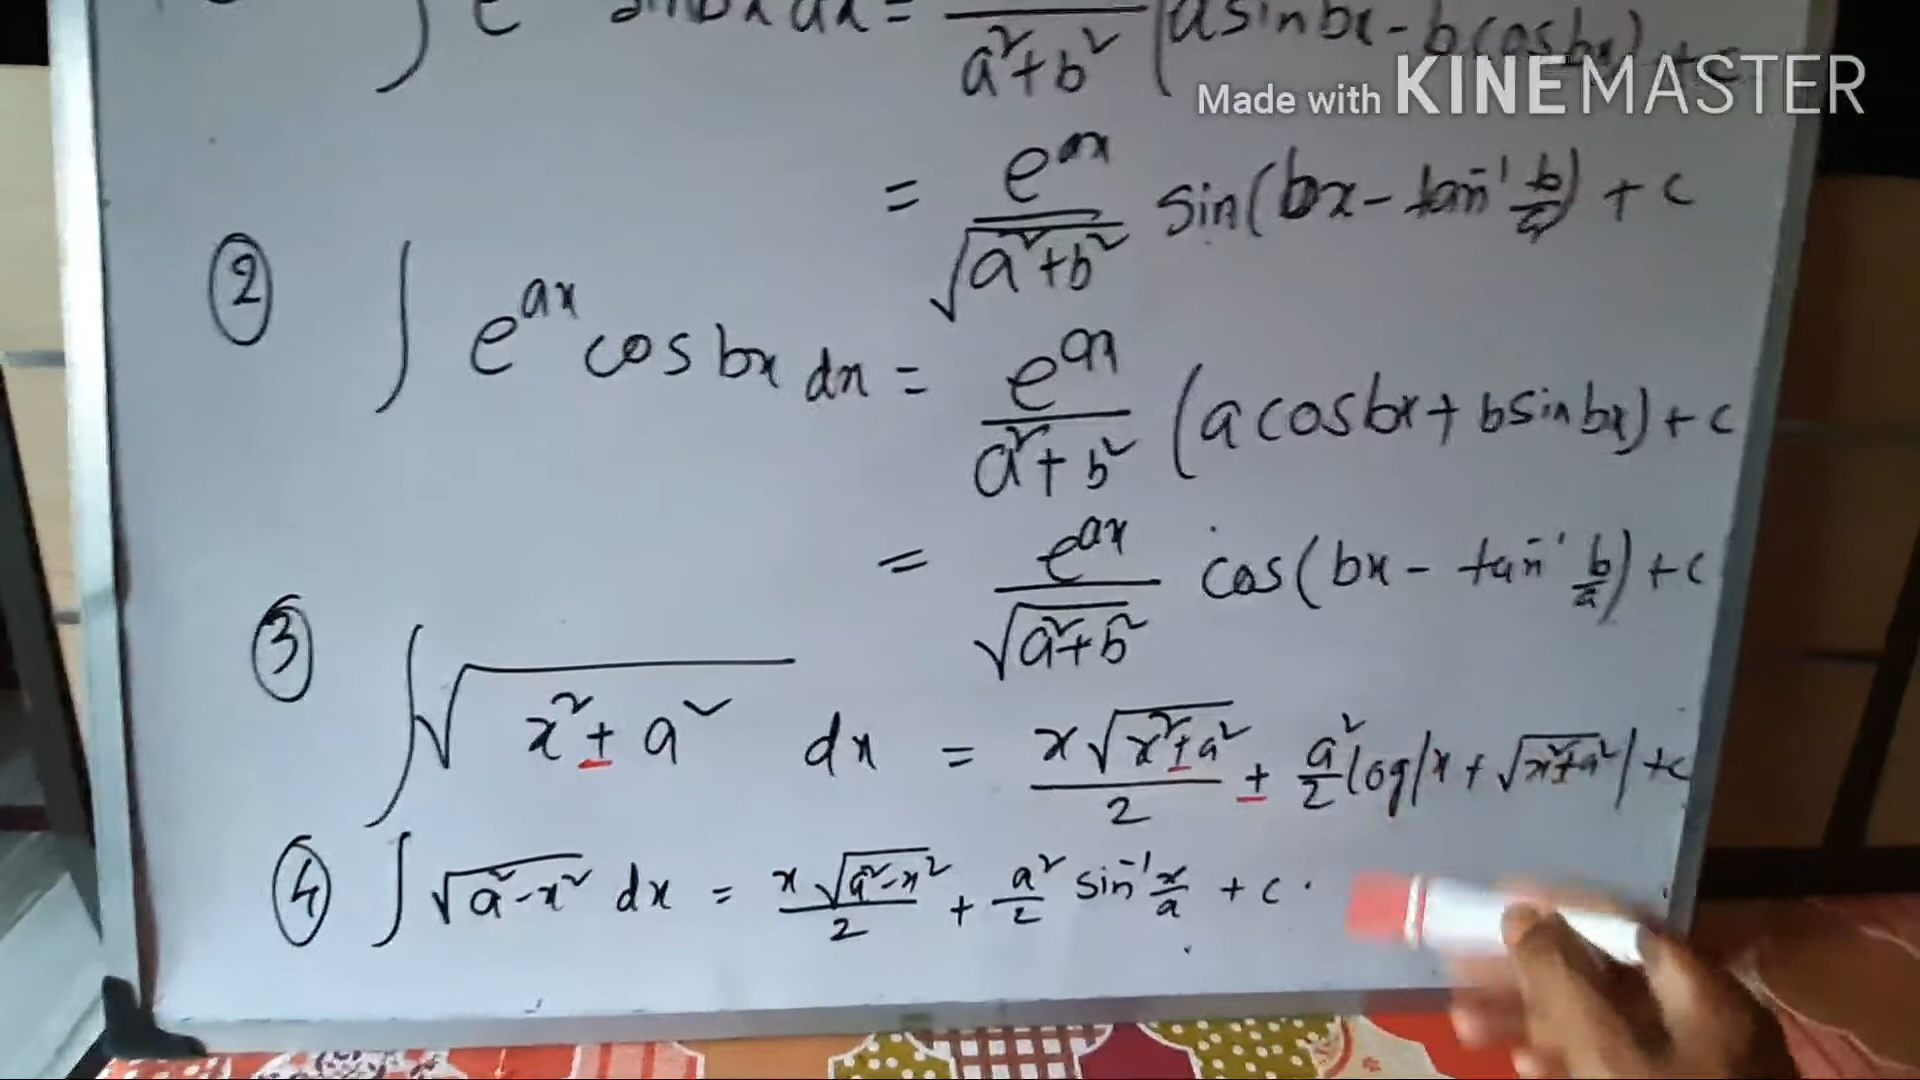 ∫ e sin bx dx = / a²+b² (a sin bx - b cos bx) + c
Made with KINEMASTER
= e^ax / √(a²+b²) sin(bx - tan⁻¹ b/a) + c
② ∫ e^ax cos bx dx = e^ax / a²+b² (a cos bx + b sin bx) + c
= e^ax / √(a²+b²) cos(bx - tan⁻¹ b/a) + c
③ ∫ √(x² ± a²) dx = x√(x² ± a²) / 2 ± a²/2 log|x + √(x² ± a²)| + c
④ ∫ √(a²-x²) dx = x√(a²-x²) / 2 + a²/2 sin⁻¹ x/a + c.